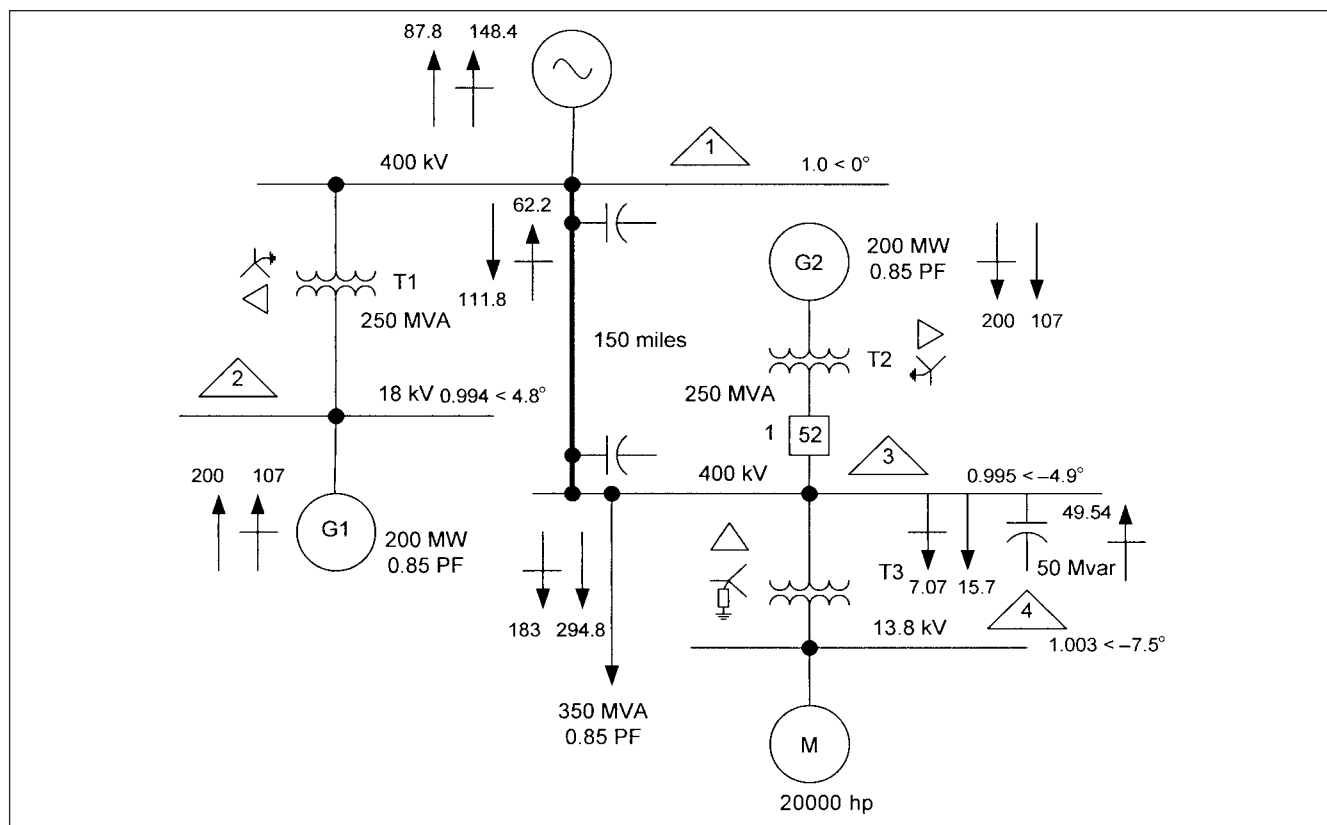 87.8 148.4
1
400 kV
1.0 < 0°
62.2
T1
250 MVA
111.8
150 miles
G2
200 MW
0.85 PF
200 107
T2
250 MVA
2
18 kV 0.994 < 4.8°
1 52
400 kV
3
0.995 < –4.9°
200 107
G1
200 MW
0.85 PF
49.54
50 Mvar
T3
7.07 15.7
183 294.8
13.8 kV
4
1.003 < –7.5°
350 MVA
0.85 PF
M
20000 hp